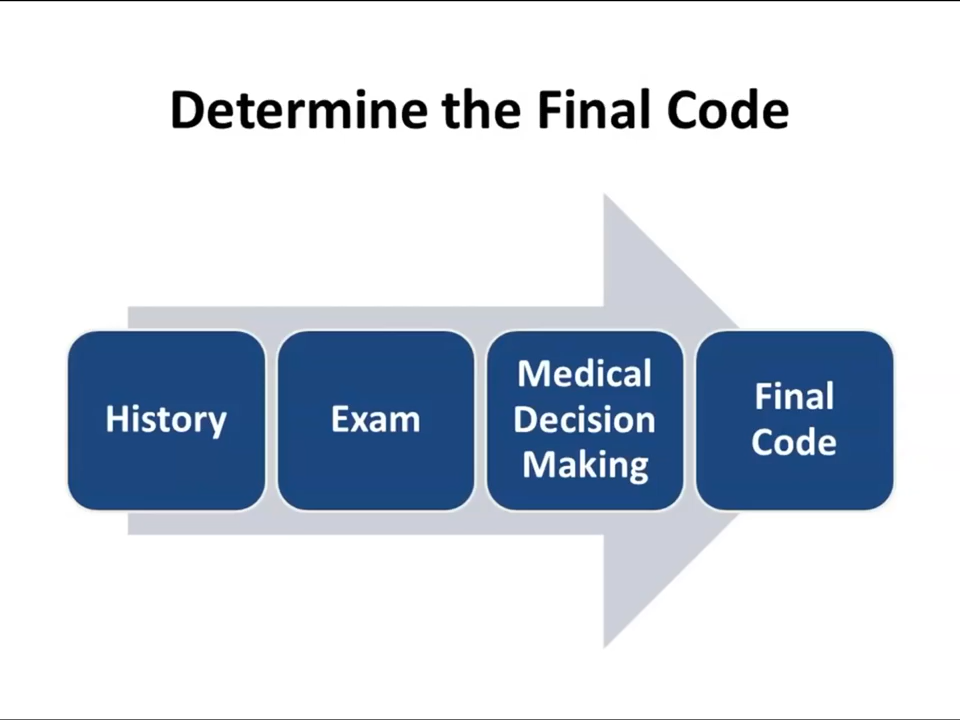 Determine the Final Code
History
Exam
Medical
Decision
Making
Final
Code